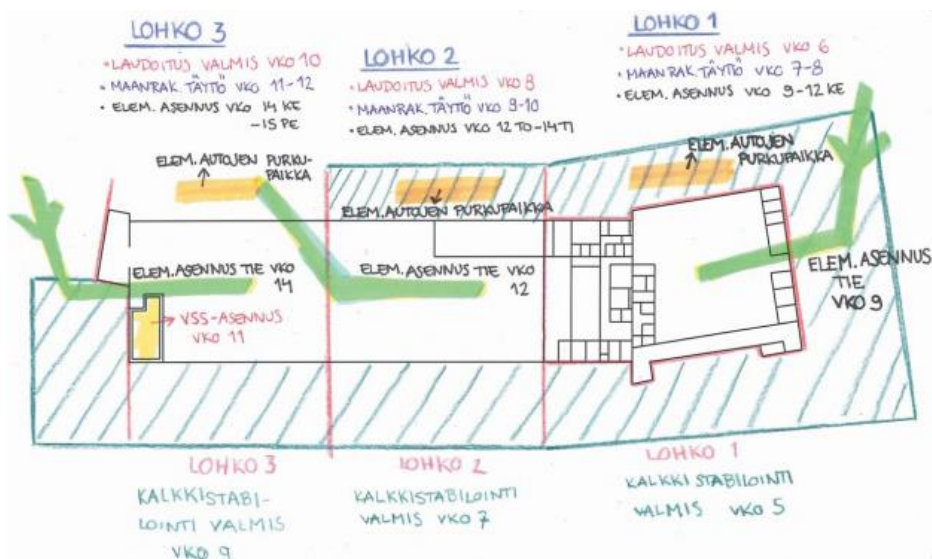 LOHKO 3
• LAUDOITUS VALMIS VKO 10
• MAANRAK. TÄYTTÖ VKO 11-12
• ELEM. ASENNUS VKO 14 KE
-15 PE
LOHKO 2
• LAUDOITUS VALMIS VKO 8
• MAANRAK. TÄYTTÖ VKO 9-10
• ELEM. ASENNUS VKO 12 TO-14 TI
LOHKO 1
• LAUDOITUS VALMIS VKO 6
• MAANRAK. TÄYTTÖ VKO 7-8
• ELEM. ASENNUS VKO 9-12 KE
ELEM. AUTOJEN PURKU-
PAIKKA
ELEM. AUTOJEN PURKUPAIKKA
ELEM. AUTOJEN
PURKUPAIKKA
ELEM. ASENNUS TIE VKO
14
ELEM. ASENNUS TIE VKO
12
ELEM. ASENNUS
TIE
VKO 9
VSS-ASENNUS
VKO 11
LOHKO 3
KALKKISTABI-
LOINTI VALMIS
VKO 9
LOHKO 2
KALKKISTABILOINTI
VALMIS VKO 7
LOHKO 1
KALKKISTABILOINTI
VALMIS VKO 5